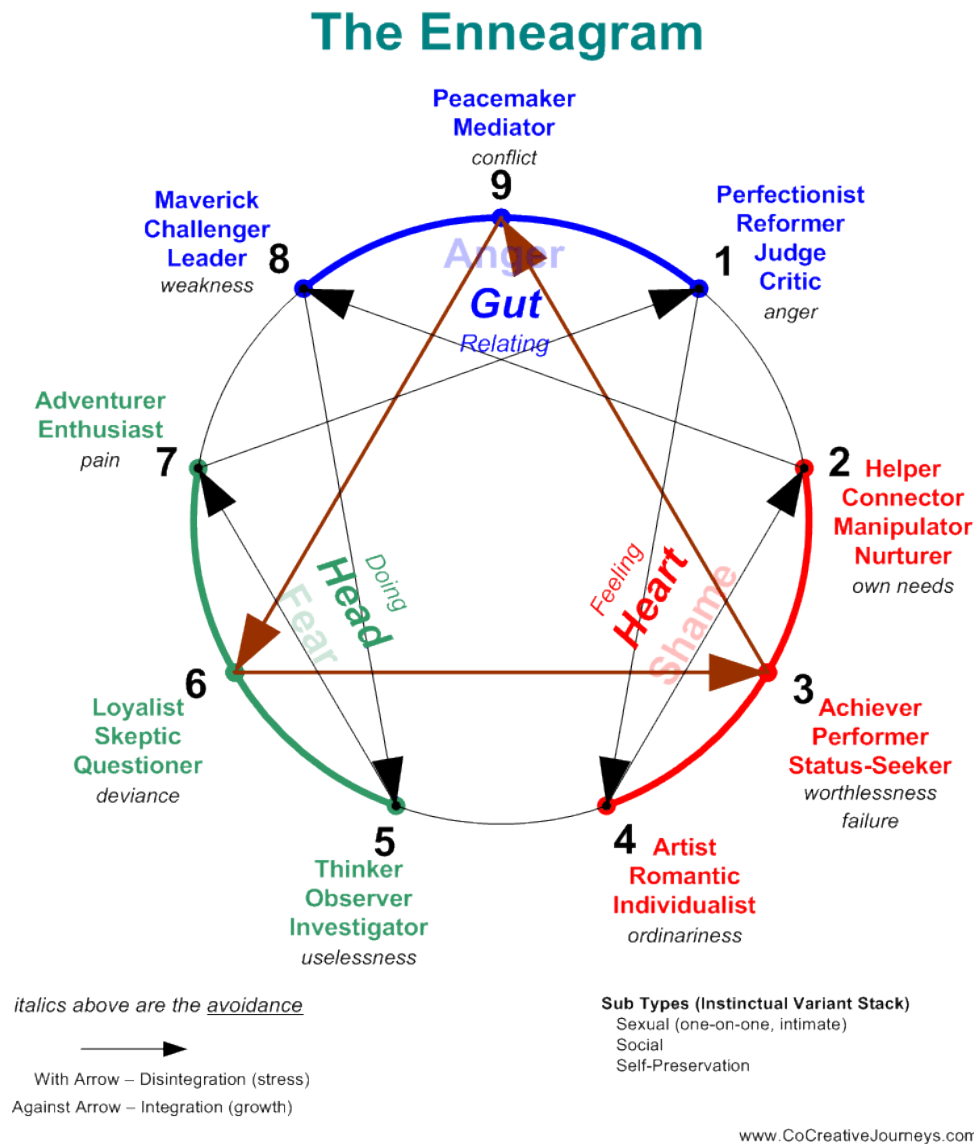 The Enneagram
Peacemaker
Mediator
conflict
9
Maverick
Challenger
Leader
weakness
8
Perfectionist
Reformer
Judge
Critic
anger
1
Anger
Gut
Relating
Adventurer
Enthusiast
pain
7
2
Helper
Connector
Manipulator
Nurturer
own needs
Doing
Head
Fear
Feeling
Heart
Shame
6
Loyalist
Skeptic
Questioner
deviance
3
Achiever
Performer
Status-Seeker
worthlessness
failure
5
Thinker
Observer
Investigator
uselessness
4
Artist
Romantic
Individualist
ordinariness
italics above are the avoidance
With Arrow – Disintegration (stress)
Against Arrow – Integration (growth)
Sub Types (Instinctual Variant Stack)
Sexual (one-on-one, intimate)
Social
Self-Preservation
www.CoCreativeJourneys.com